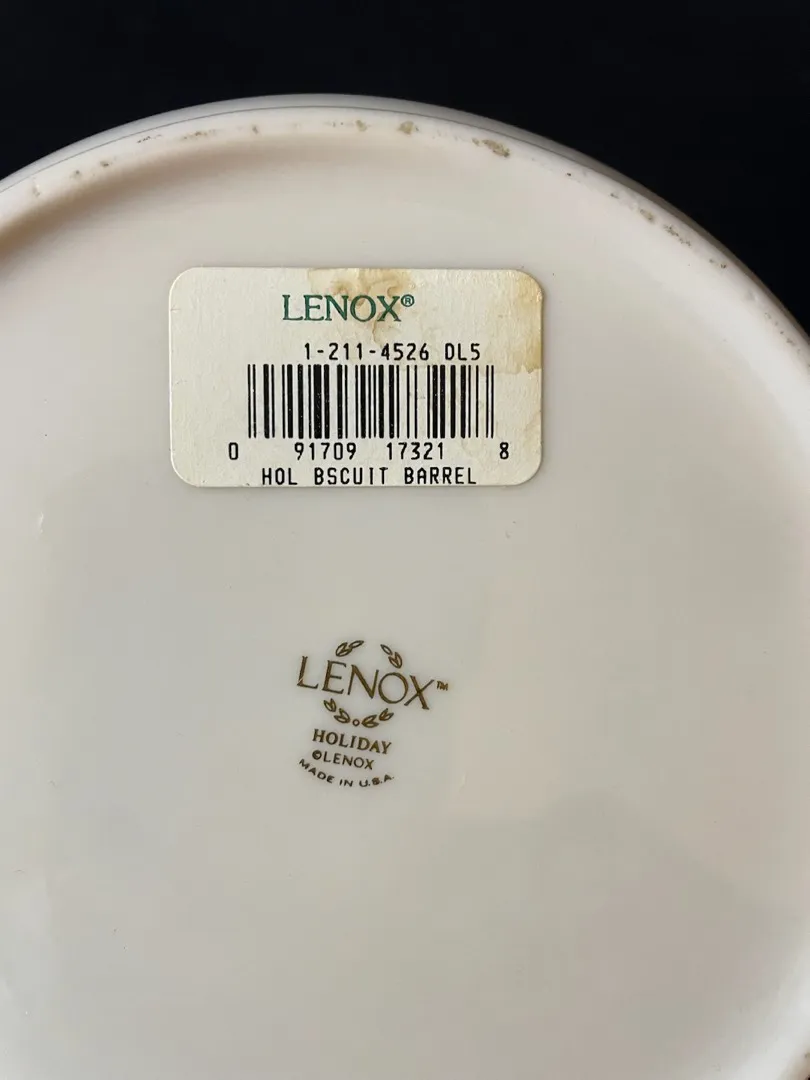 LENOX®
1-211-4526 DL5
0 91709 17321 8
HOL BSCUIT BARREL
LENOX™
HOLIDAY
©LENOX
MADE IN U.S.A.